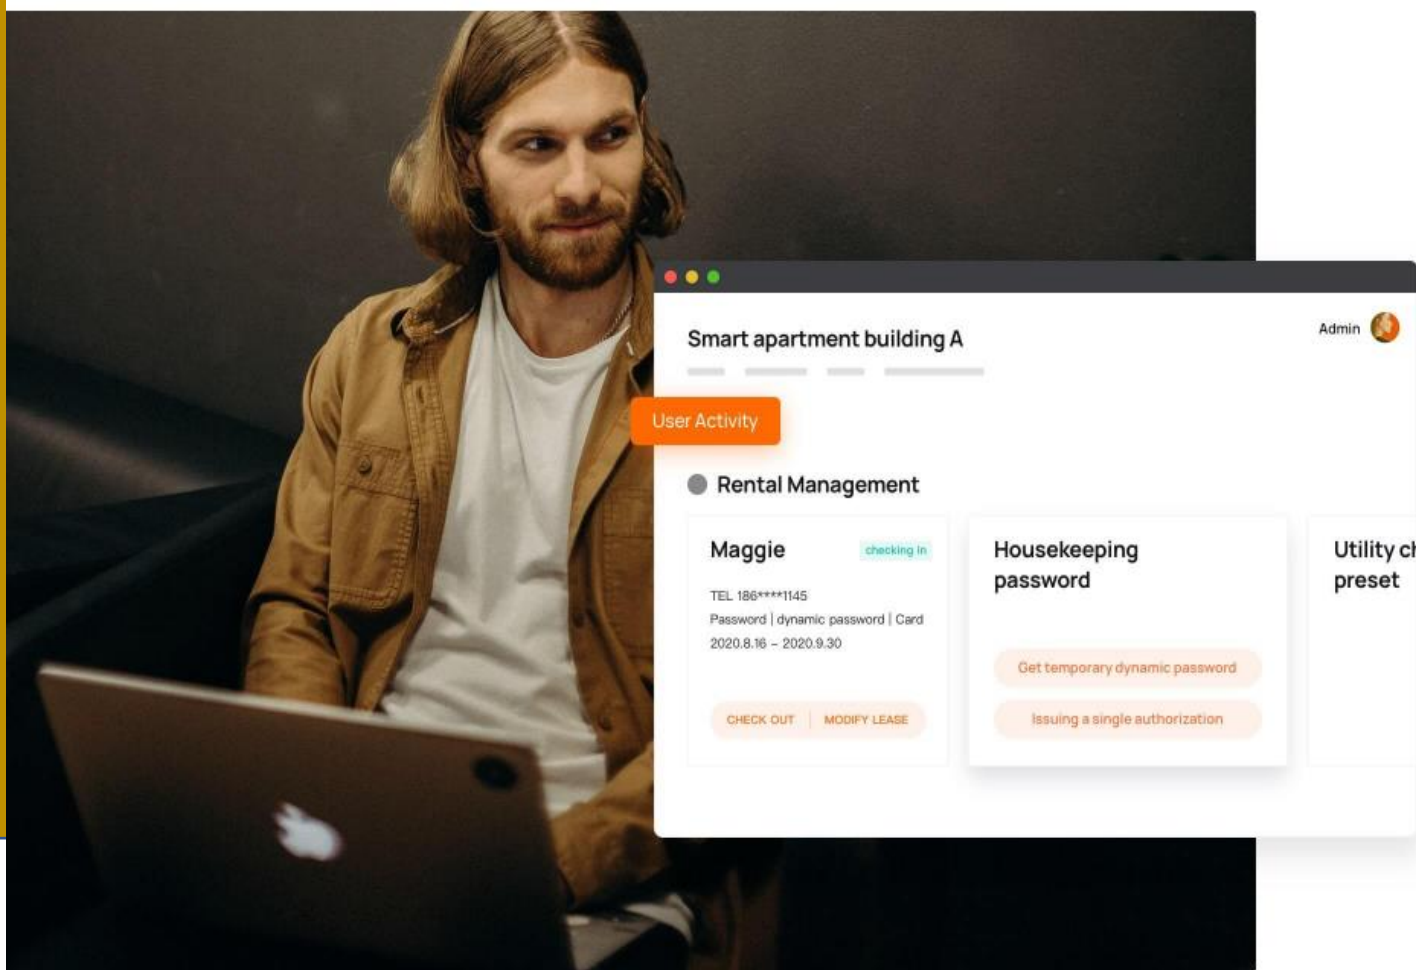 Smart apartment building A
Admin
User Activity
Rental Management
Maggie
checking in
TEL 186****1145
Password | dynamic password | Card
2020.8.16 – 2020.9.30
CHECK OUT | MODIFY LEASE
Housekeeping
password
Get temporary dynamic password
Issuing a single authorization
Utility ch
preset